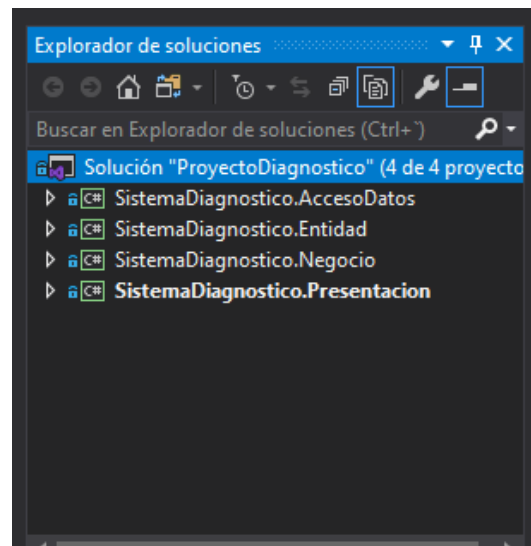 Explorador de soluciones
Buscar en Explorador de soluciones (Ctrl+`)
Solución "ProyectoDiagnostico" (4 de 4 proyecto
C# SistemaDiagnostico.AccesoDatos
C# SistemaDiagnostico.Entidad
C# SistemaDiagnostico.Negocio
C# SistemaDiagnostico.Presentacion